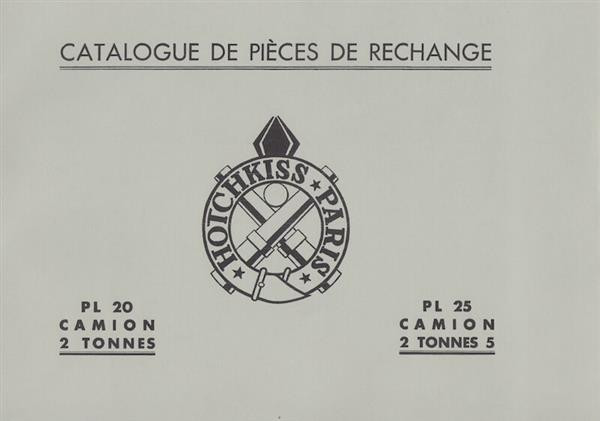 CATALOGUE DE PIÈCES DE RECHANGE
HOTCHKISS ★ PARIS ★
PL 20
CAMION
2 TONNES
PL 25
CAMION
2 TONNES 5